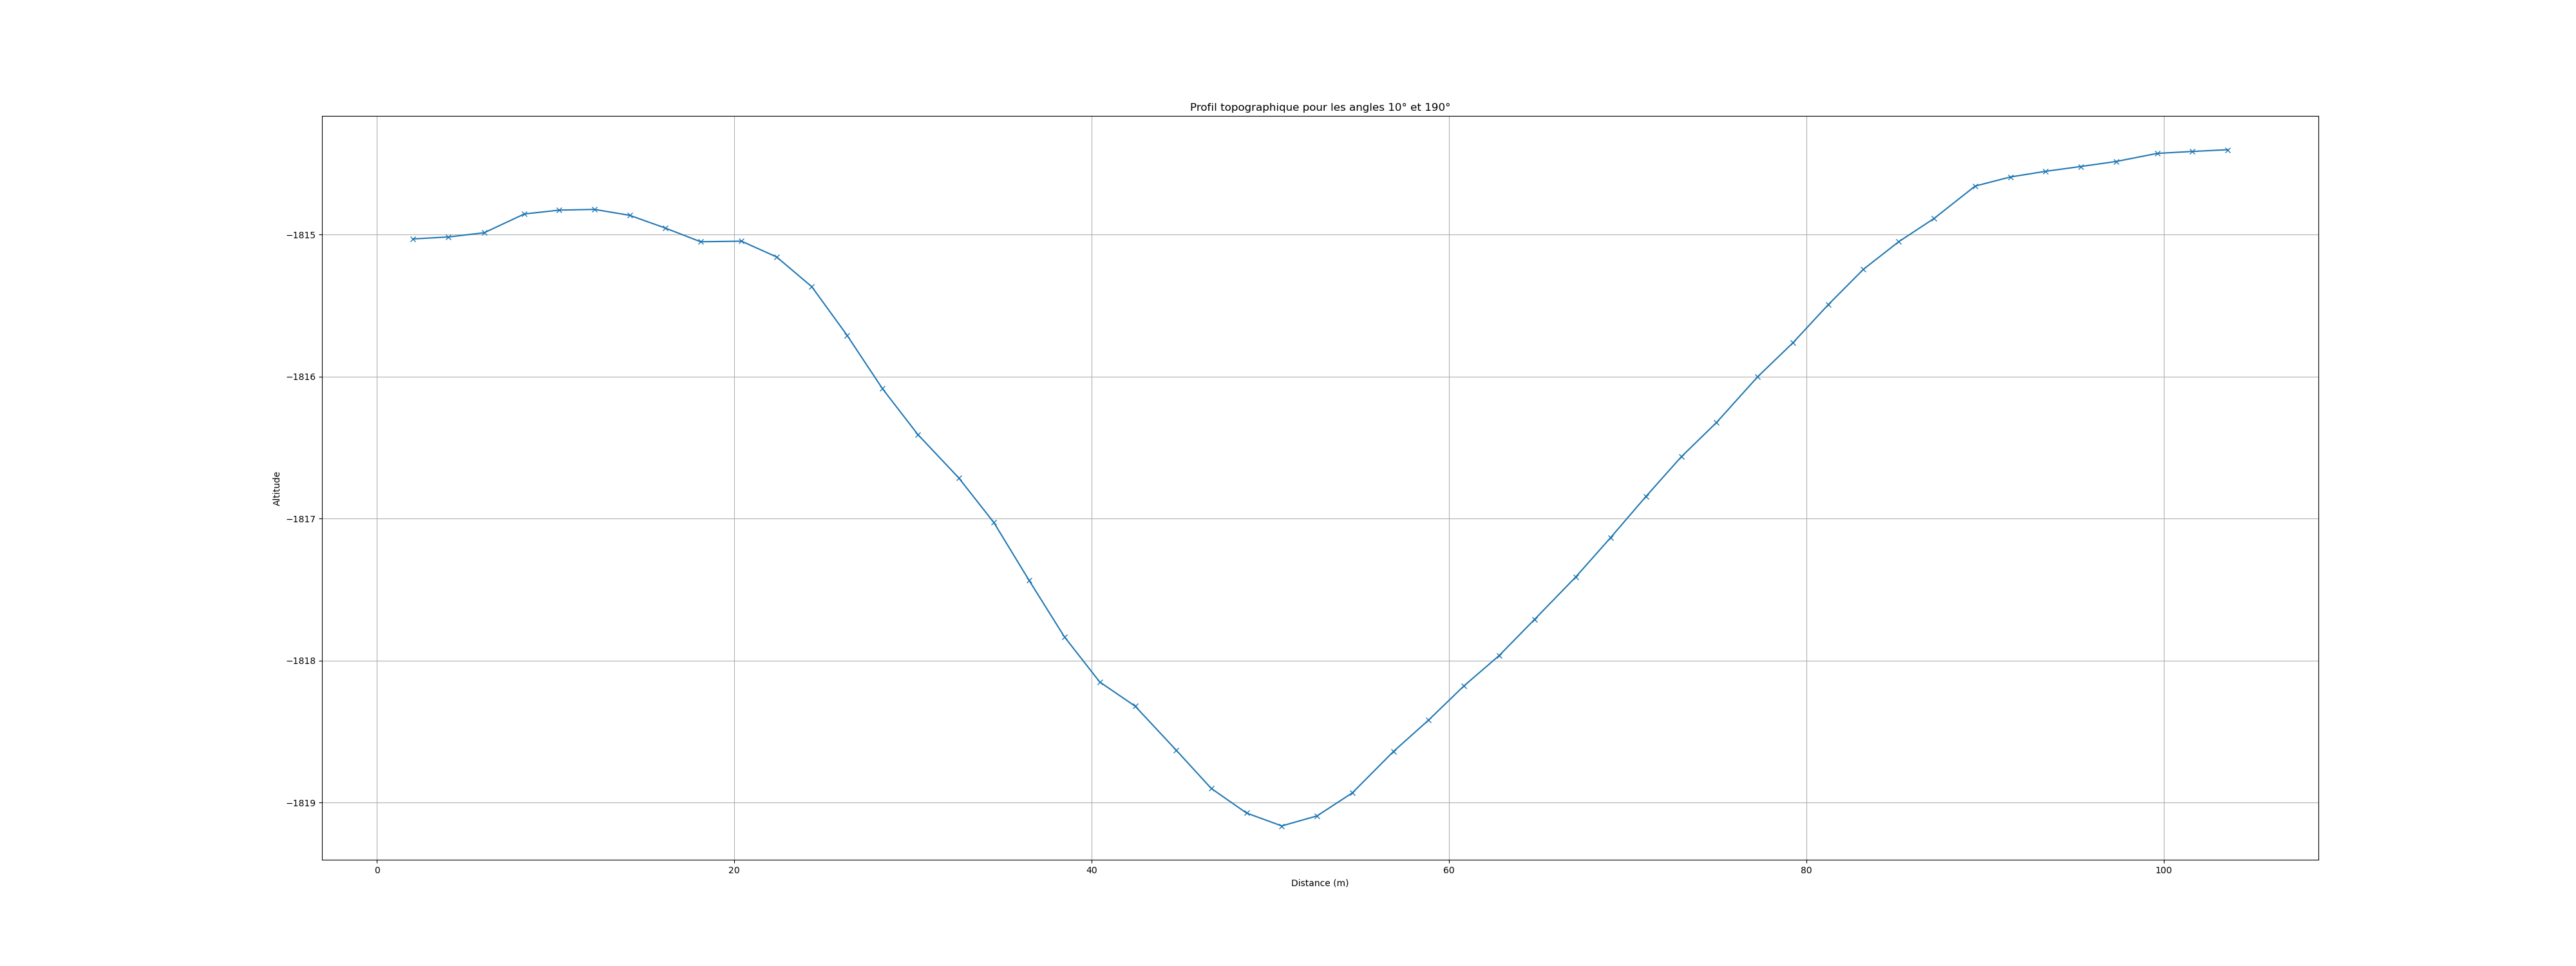 Profil topographique pour les angles 10° et 190°
Altitude
−1815
−1816
−1817
−1818
−1819
0 20 40 60 80 100
Distance (m)